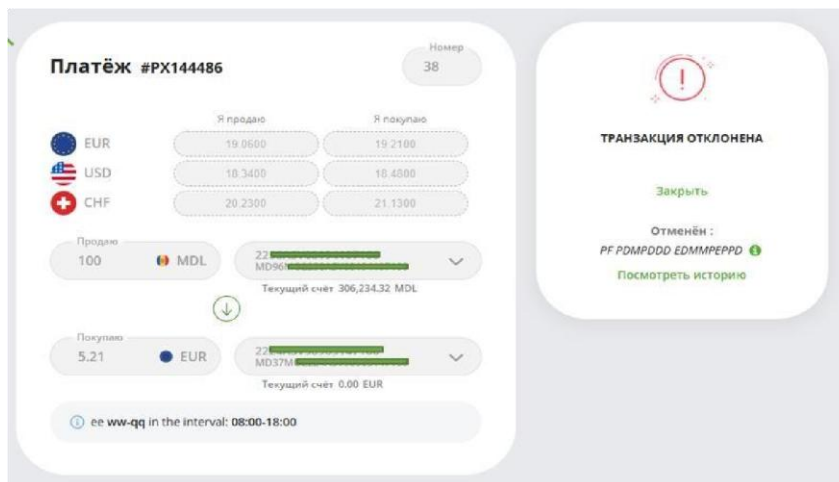 Платёж #PX144486
Номер
38
Я продаю Я покупаю
EUR 19.0600 19.2100
USD 18.3400 18.4800
CHF 20.2300 21.1300
Продаю
100 MDL
MD96
Текущий счёт 306,234.32 MDL
Покупаю
5.21 EUR
MD37M
Текущий счёт 0.00 EUR
ee ww-qq in the interval: 08:00-18:00
ТРАНЗАКЦИЯ ОТКЛОНЕНА
Закрыть
Отменён :
PF PDMPDDD EDMMPEPPD
Посмотреть историю